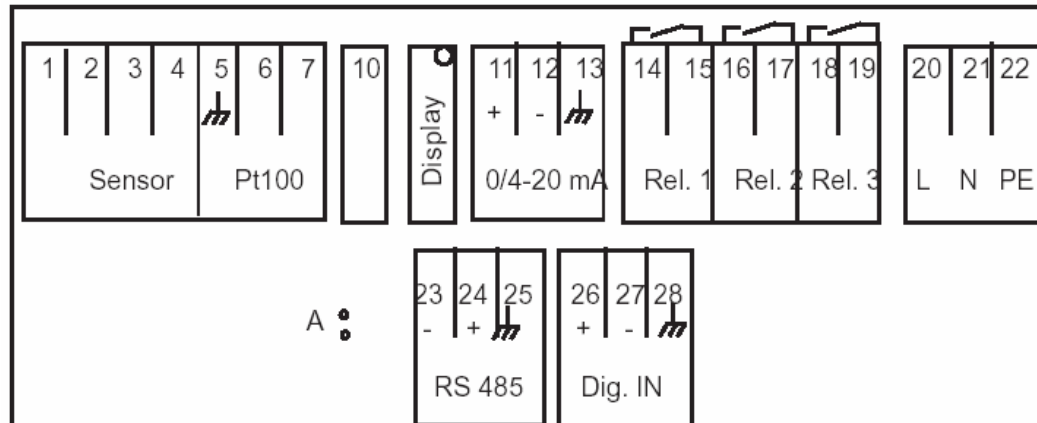 1 2 3 4 5 6 7 10 11 12 13 14 15 16 17 18 19 20 21 22
+ -
Sensor Pt100 Display 0/4-20 mA Rel. 1 Rel. 2 Rel. 3 L N PE
23 24 25 26 27 28
A - + + -
RS 485 Dig. IN